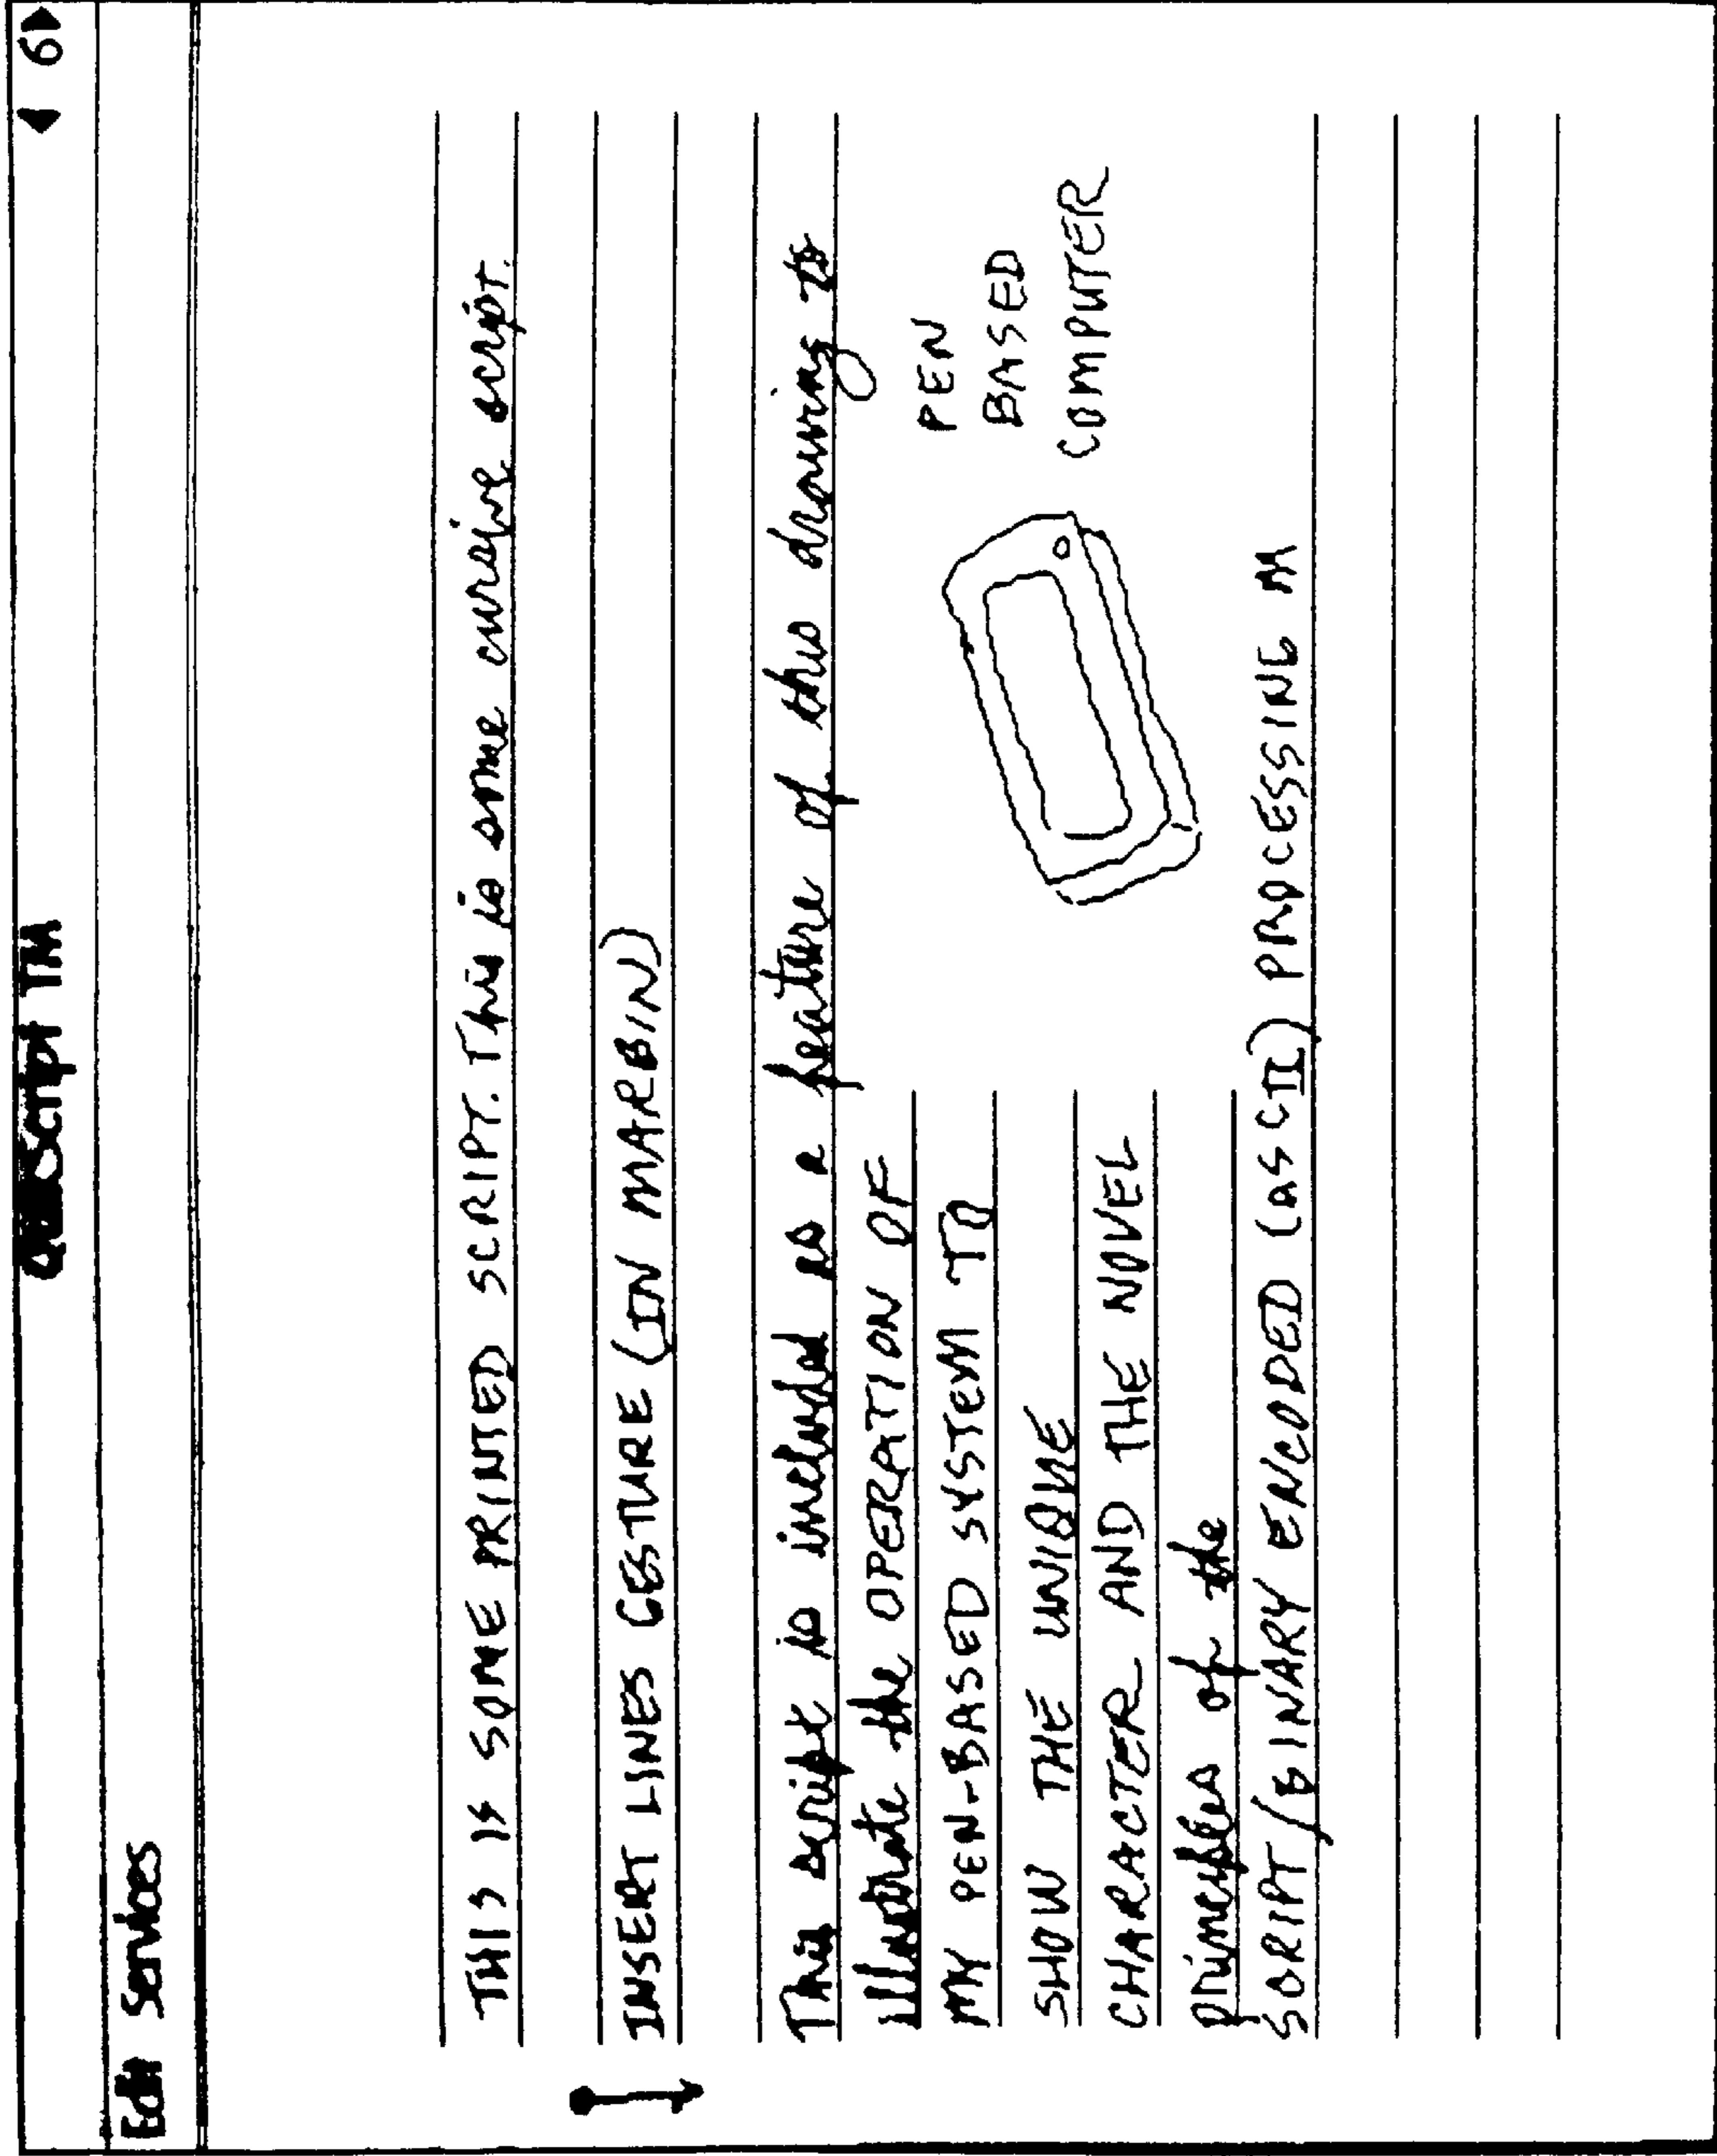 Script TM
◀ 6 ▶
Edit Services
THIS IS SOME PRINTED SCRIPT. This is some cursive script.
INSERT LINES GESTURE (IN MARBIN)
This script is included as a feature of this drawing to
illustrate the OPERATION OF
MY PEN-BASED SYSTEM TO
SHOW THE UNIQUE
CHARACTER AND THE NOVEL
principles of the
PEN
BASED
COMPUTER
SCRIPT/BINARY ENCODED (ASCII) PROCESSING M